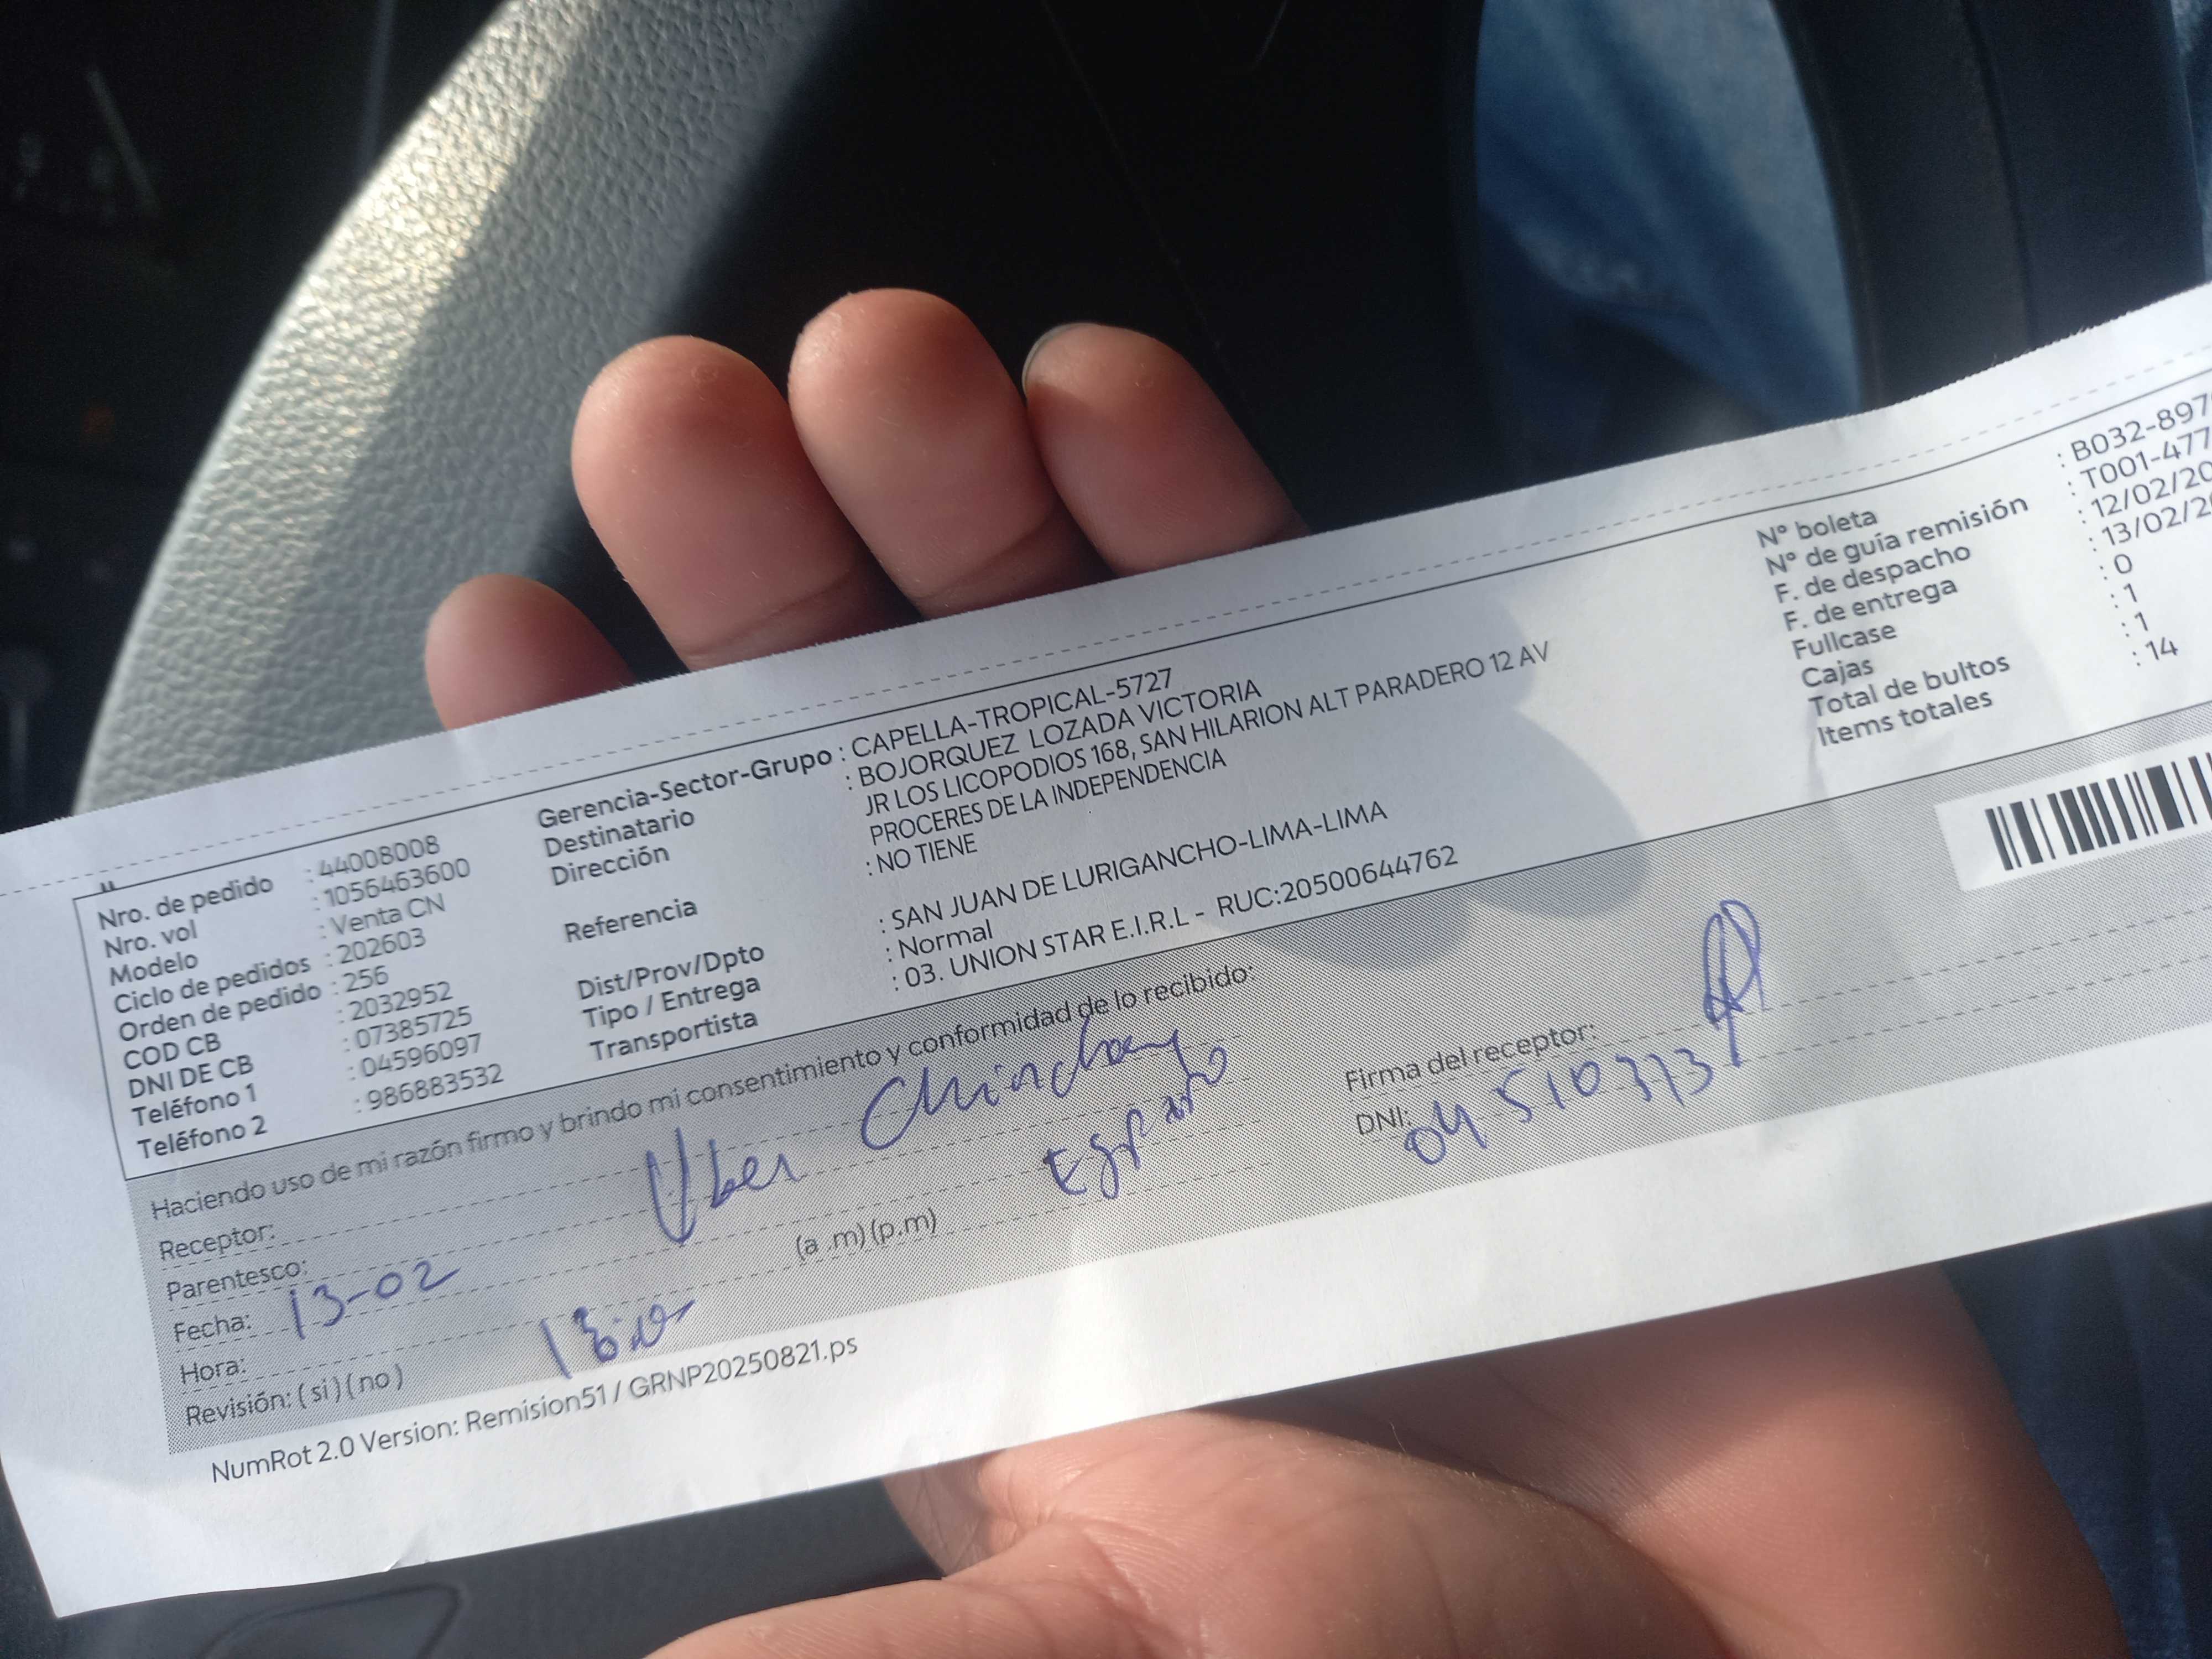 Nro. de pedido : 44008008
Nro. vol : 1056463600
Modelo : Venta CN
Ciclo de pedidos : 202603
Orden de pedido : 256
COD CB : 2032952
DNI DE CB : 07385725
Teléfono 1 : 04596097
Teléfono 2 : 986883532
Gerencia-Sector-Grupo : CAPELLA-TROPICAL-5727
Destinatario : BOJORQUEZ LOZADA VICTORIA
Dirección JR LOS LICOPODIOS 168, SAN HILARION ALT PARADERO 12 AV
PROCERES DE LA INDEPENDENCIA
Referencia : NO TIENE
Dist/Prov/Dpto : SAN JUAN DE LURIGANCHO-LIMA-LIMA
Tipo / Entrega : Normal
Transportista : 03. UNION STAR E.I.R.L - RUC:20500644762
N° boleta : B032-897
N° de guía remisión : T001-477
F. de despacho : 12/02/20
F. de entrega : 13/02/2
Fullcase : 0
Cajas : 1
Total de bultos : 1
Items totales : 14
Haciendo uso de mi razón firmo y brindo mi consentimiento y conformidad de lo recibido:
Receptor: Uber Chinchay
Parentesco: Esposo
Fecha: 13-02
Hora: (a .m) (p.m)
Revisión: ( si ) ( no )
Firma del receptor:
DNI:
NumRot 2.0 Version: Remision51 / GRNP20250821.ps